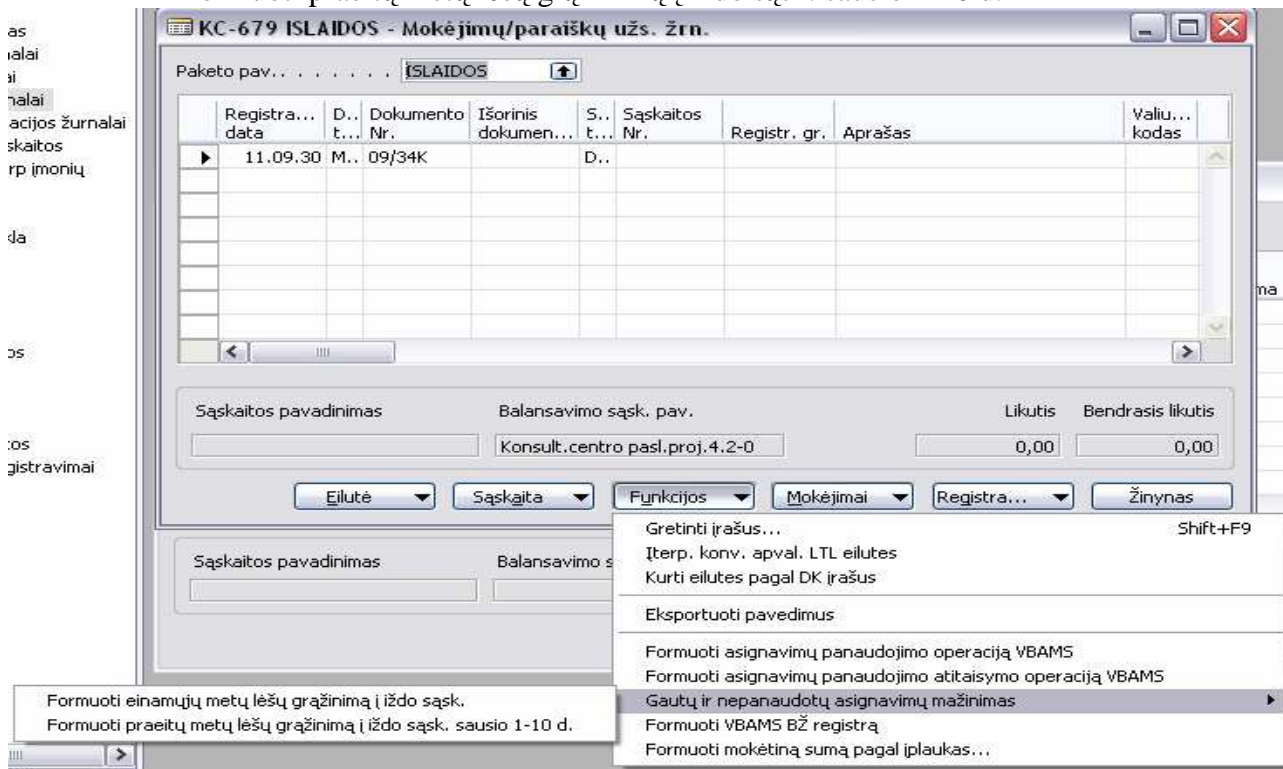 KC-679 ISLAIDOS - Mokėjimų/paraiškų užs. žrn.
as
nalai
ai
nalai
acijos žurnalai
skaitos
rp įmonių
kla
os
tos
gistravimai
Paketo pav.. . . . . . . ISLAIDOS
Registra... data D.. t... Dokumento Nr. Išorinis dokumen... S.. t... Sąskaitos Nr. Registr. gr. Aprašas Valiu... kodas
11.09.30 M.. 09/34K D..
ma
Sąskaitos pavadinimas Balansavimo sąsk. pav. Likutis Bendrasis likutis
Konsult.centro pasl.proj.4.2-0 0,00 0,00
Eilutė Sąskaita Funkcijos Mokėjimai Registra... Žinynas
Sąskaitos pavadinimas Balansavimo s
Gretinti įrašus... Shift+F9
Įterp. konv. apval. LTL eilutes
Kurti eilutes pagal DK įrašus
Eksportuoti pavedimus
Formuoti asignavimų panaudojimo operaciją VBAMS
Formuoti asignavimų panaudojimo atitaisymo operaciją VBAMS
Gautų ir nepanaudotų asignavimų mažinimas
Formuoti VBAMS BŽ registrą
Formuoti mokėtiną sumą pagal įplaukas...
Formuoti einamųjų metų lėšų grąžinimą į iždo sąsk.
Formuoti praeitų metų lėšų grąžinimą į iždo sąsk. sausio 1-10 d.